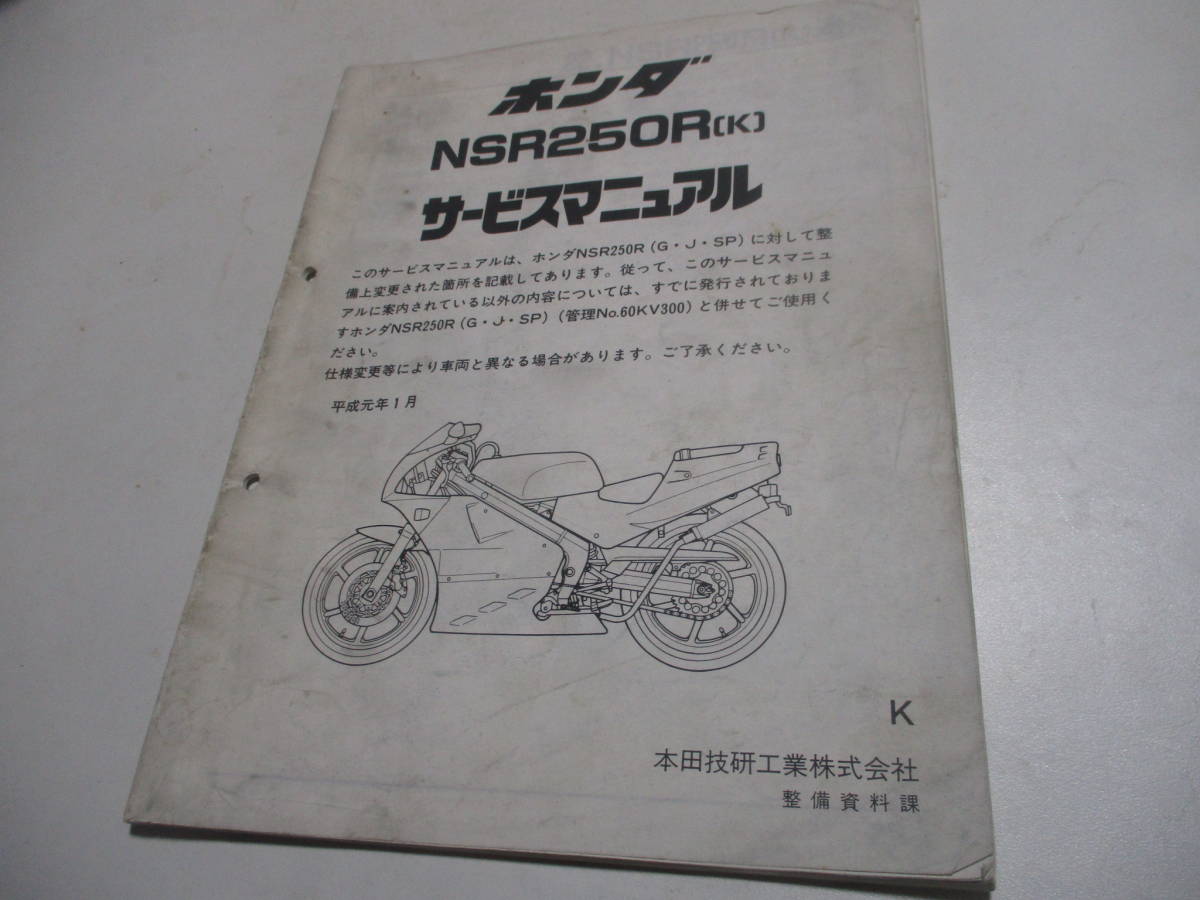 ホンダ
NSR250R〔K〕
サービスマニュアル
このサービスマニュアルは、ホンダNSR250R(G・J・SP)に対して整
備上変更された箇所を記載してあります。従って、このサービスマニュ
アルに案内されている以外の内容については、すでに発行されておりま
すホンダNSR250R(G・J・SP)(管理No.60KV300)と併せてご使用く
ださい。
仕様変更等により車両と異なる場合があります。ご了承ください。
平成元年1月
K
本田技研工業株式会社
整備資料課